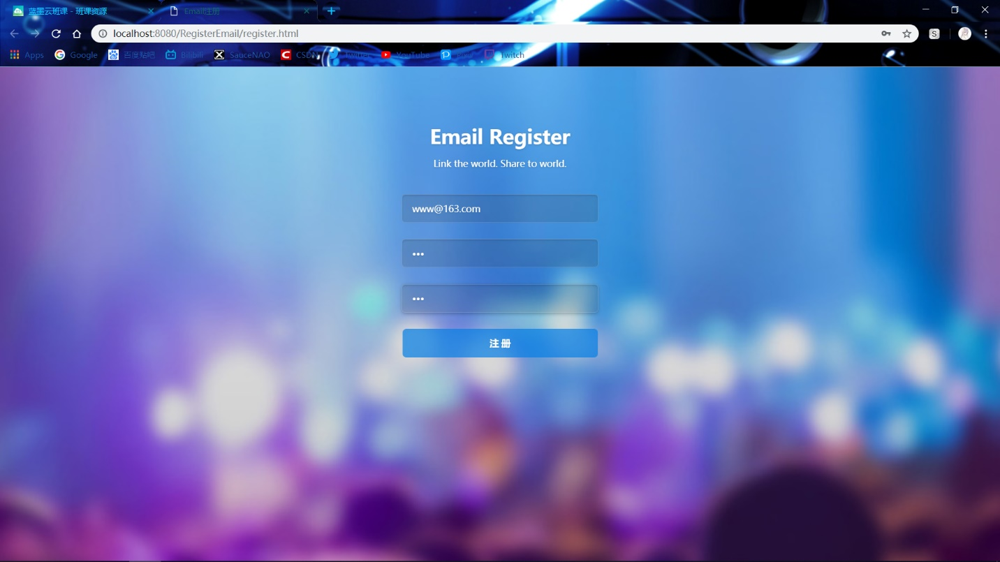 蓝墨云班课 - 班课资源
Email注册
localhost:8080/RegisterEmail/register.html
S
Apps
Google
百度贴吧
Bilibili
SauceNAO
CSDN
Twitter
YouTube
Twitch
Email Register
Link the world. Share to world.
www@163.com
•••
•••
注册